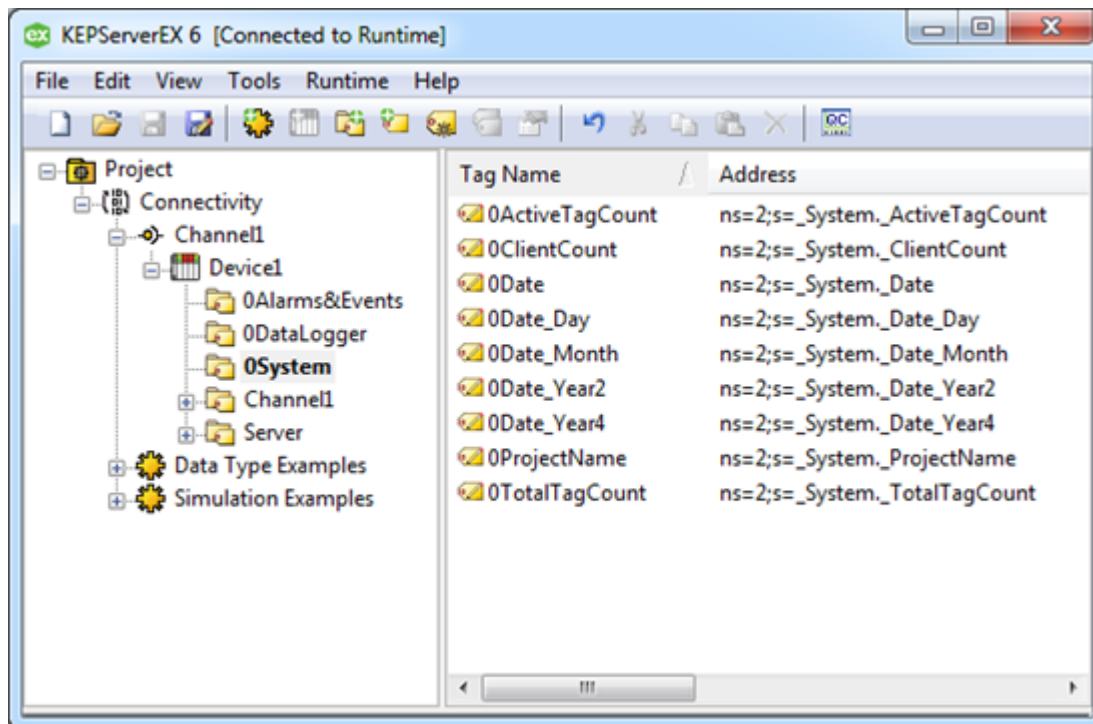 KEPServerEX 6 [Connected to Runtime]
File Edit View Tools Runtime Help
Project
Connectivity
Channel1
Device1
0Alarms&Events
0DataLogger
0System
Channel1
Server
Data Type Examples
Simulation Examples
Tag Name Address
0ActiveTagCount ns=2;s=_System._ActiveTagCount
0ClientCount ns=2;s=_System._ClientCount
0Date ns=2;s=_System._Date
0Date_Day ns=2;s=_System._Date_Day
0Date_Month ns=2;s=_System._Date_Month
0Date_Year2 ns=2;s=_System._Date_Year2
0Date_Year4 ns=2;s=_System._Date_Year4
0ProjectName ns=2;s=_System._ProjectName
0TotalTagCount ns=2;s=_System._TotalTagCount